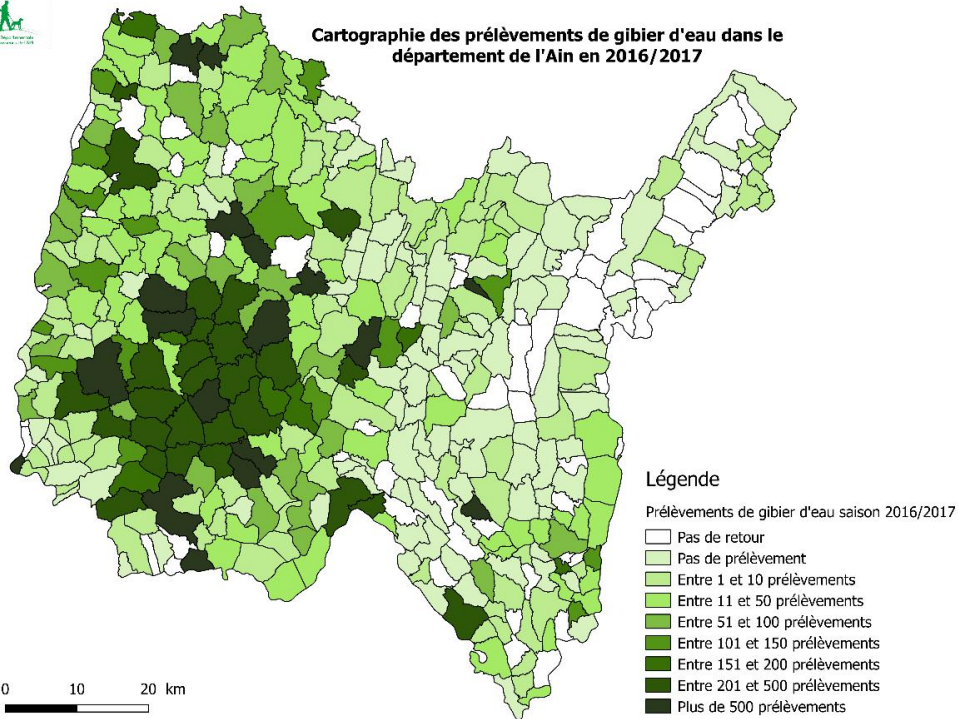 Cartographie des prélèvements de gibier d'eau dans le
département de l'Ain en 2016/2017
Légende
Prélèvements de gibier d'eau saison 2016/2017
Pas de retour
Pas de prélèvement
Entre 1 et 10 prélèvements
Entre 11 et 50 prélèvements
Entre 51 et 100 prélèvements
Entre 101 et 150 prélèvements
Entre 151 et 200 prélèvements
Entre 201 et 500 prélèvements
Plus de 500 prélèvements
0 10 20 km